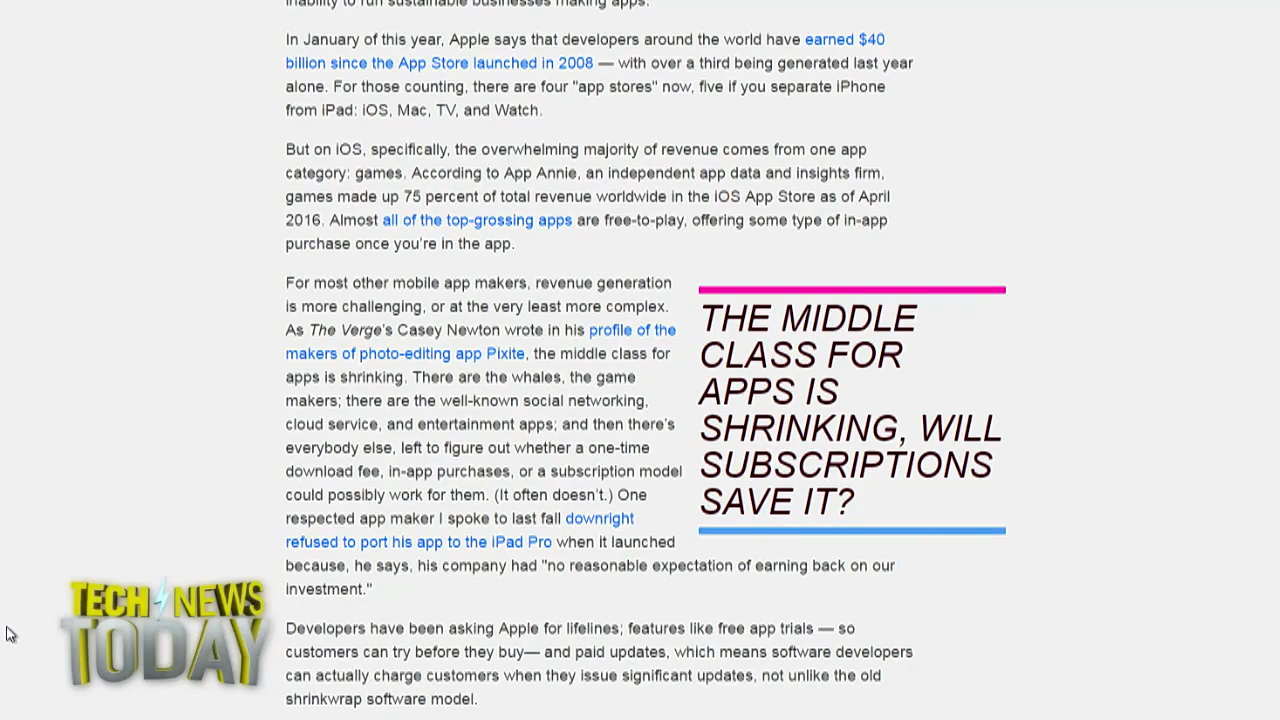 inability to run sustainable businesses making apps.
In January of this year, Apple says that developers around the world have earned $40
billion since the App Store launched in 2008 — with over a third being generated last year
alone. For those counting, there are four "app stores" now, five if you separate iPhone
from iPad: iOS, Mac, TV, and Watch.
But on iOS, specifically, the overwhelming majority of revenue comes from one app
category: games. According to App Annie, an independent app data and insights firm,
games made up 75 percent of total revenue worldwide in the iOS App Store as of April
2016. Almost all of the top-grossing apps are free-to-play, offering some type of in-app
purchase once you're in the app.
For most other mobile app makers, revenue generation
is more challenging, or at the very least more complex.
As The Verge's Casey Newton wrote in his profile of the
makers of photo-editing app Pixite, the middle class for
apps is shrinking. There are the whales, the game
makers; there are the well-known social networking,
cloud service, and entertainment apps; and then there's
everybody else, left to figure out whether a one-time
download fee, in-app purchases, or a subscription model
could possibly work for them. (It often doesn't.) One
respected app maker I spoke to last fall downright
refused to port his app to the iPad Pro when it launched
because, he says, his company had "no reasonable expectation of earning back on our
investment."
THE MIDDLE
CLASS FOR
APPS IS
SHRINKING, WILL
SUBSCRIPTIONS
SAVE IT?
Developers have been asking Apple for lifelines; features like free app trials — so
customers can try before they buy— and paid updates, which means software developers
can actually charge customers when they issue significant updates, not unlike the old
shrinkwrap software model.
TECH NEWS
TODAY